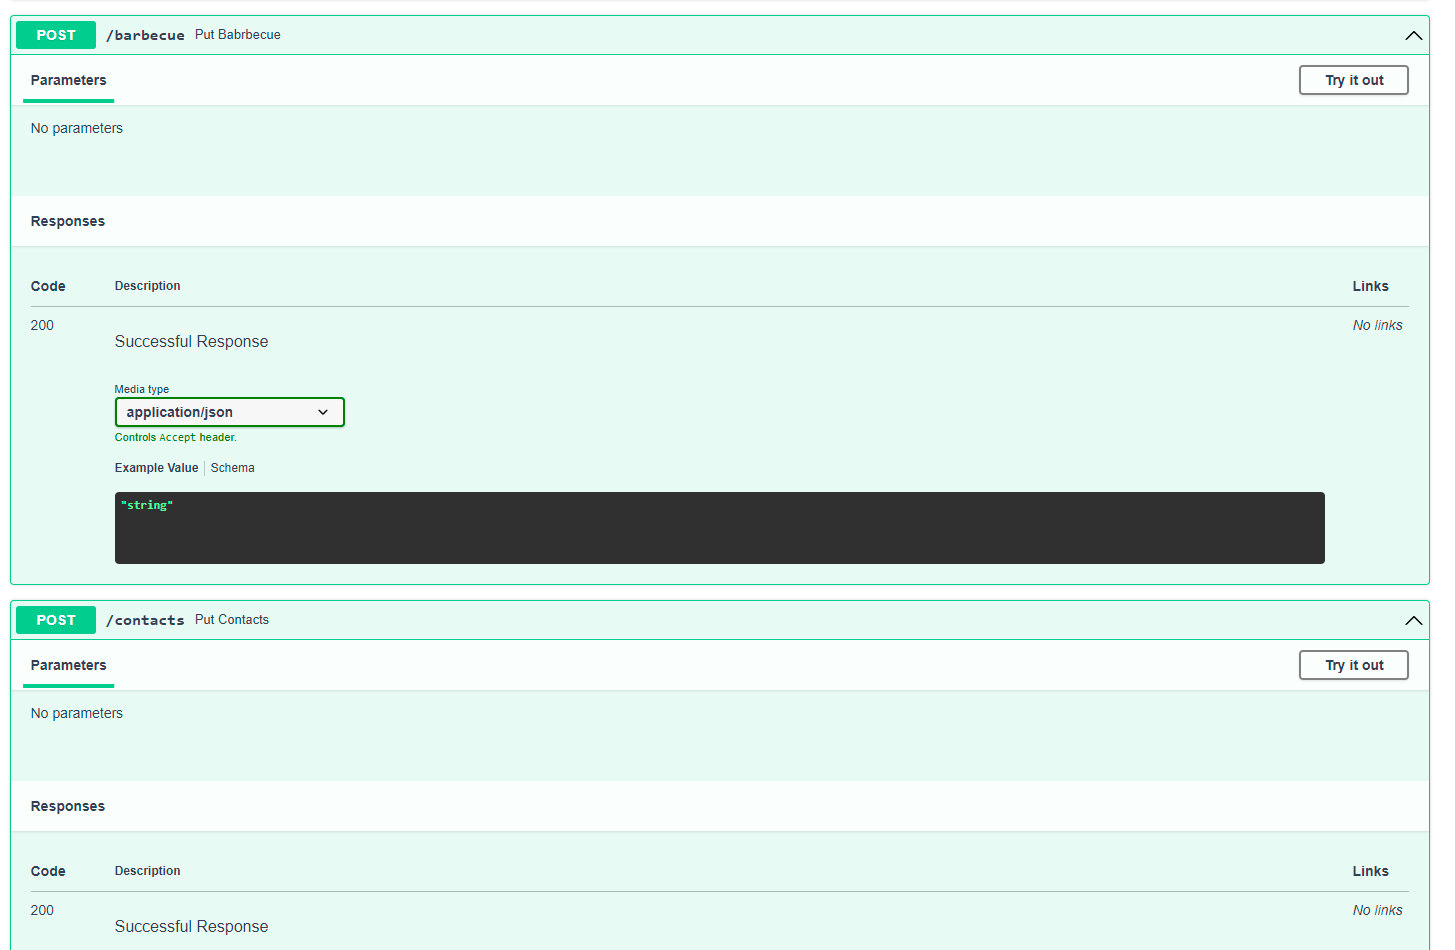 POST /barbecue Put Babrbecue
Parameters Try it out
No parameters
Responses
Code Description Links
200 No links
Successful Response
Media type
application/json
Controls Accept header.
Example Value Schema
"string"
POST /contacts Put Contacts
Parameters Try it out
No parameters
Responses
Code Description Links
200 No links
Successful Response